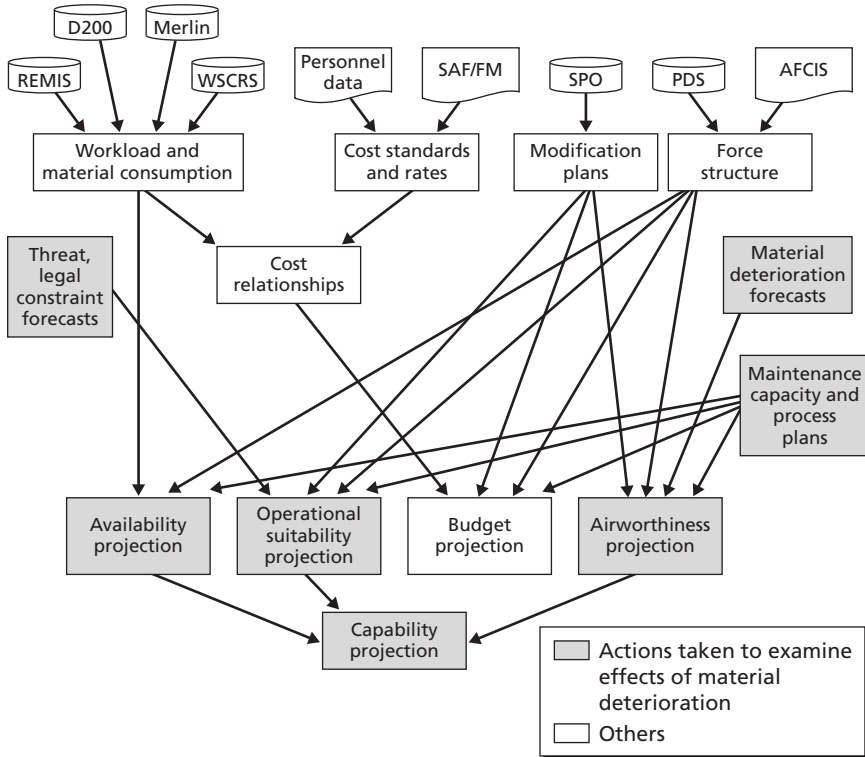 D200
Merlin
REMIS
WSCRS
Personnel
data
SAF/FM
SPO
PDS
AFCIS
Workload and
material consumption
Cost standards
and rates
Modification
plans
Force
structure
Threat,
legal
constraint
forecasts
Cost
relationships
Material
deterioration
forecasts
Maintenance
capacity and
process
plans
Availability
projection
Operational
suitability
projection
Budget
projection
Airworthiness
projection
Capability
projection
Actions taken to examine
effects of material
deterioration
Others